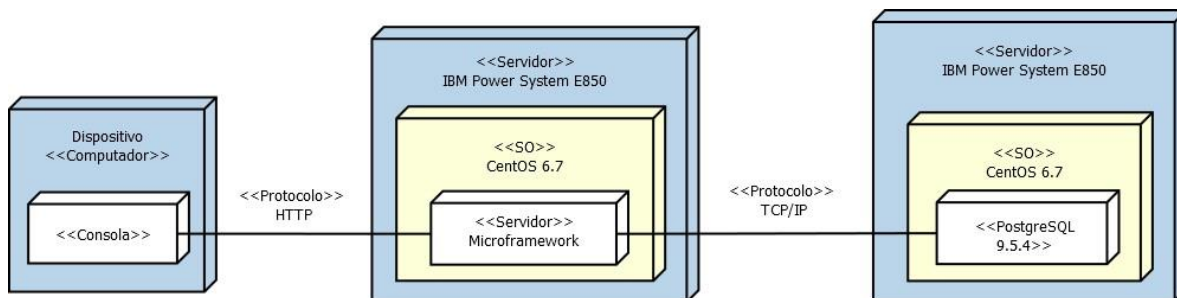 Dispositivo
<<Computador>>
<<Consola>>
<<Protocolo>>
HTTP
<<Servidor>>
IBM Power System E850
<<SO>>
CentOS 6.7
<<Servidor>>
Microframework
<<Protocolo>>
TCP/IP
<<Servidor>>
IBM Power System E850
<<SO>>
CentOS 6.7
<<PostgreSQL
9.5.4>>